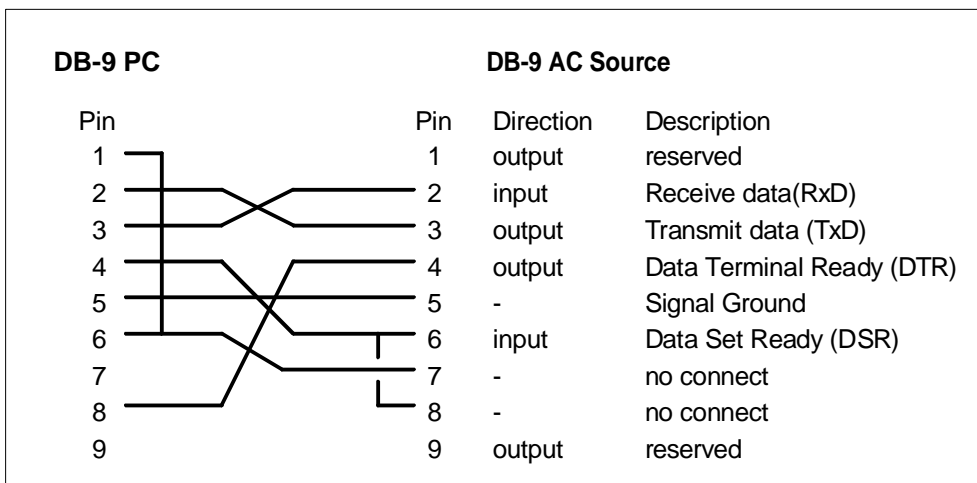 DB-9 PC DB-9 AC Source
Pin Pin Direction Description
1 1 output reserved
2 2 input Receive data(RxD)
3 3 output Transmit data (TxD)
4 4 output Data Terminal Ready (DTR)
5 5 - Signal Ground
6 6 input Data Set Ready (DSR)
7 7 - no connect
8 8 - no connect
9 9 output reserved